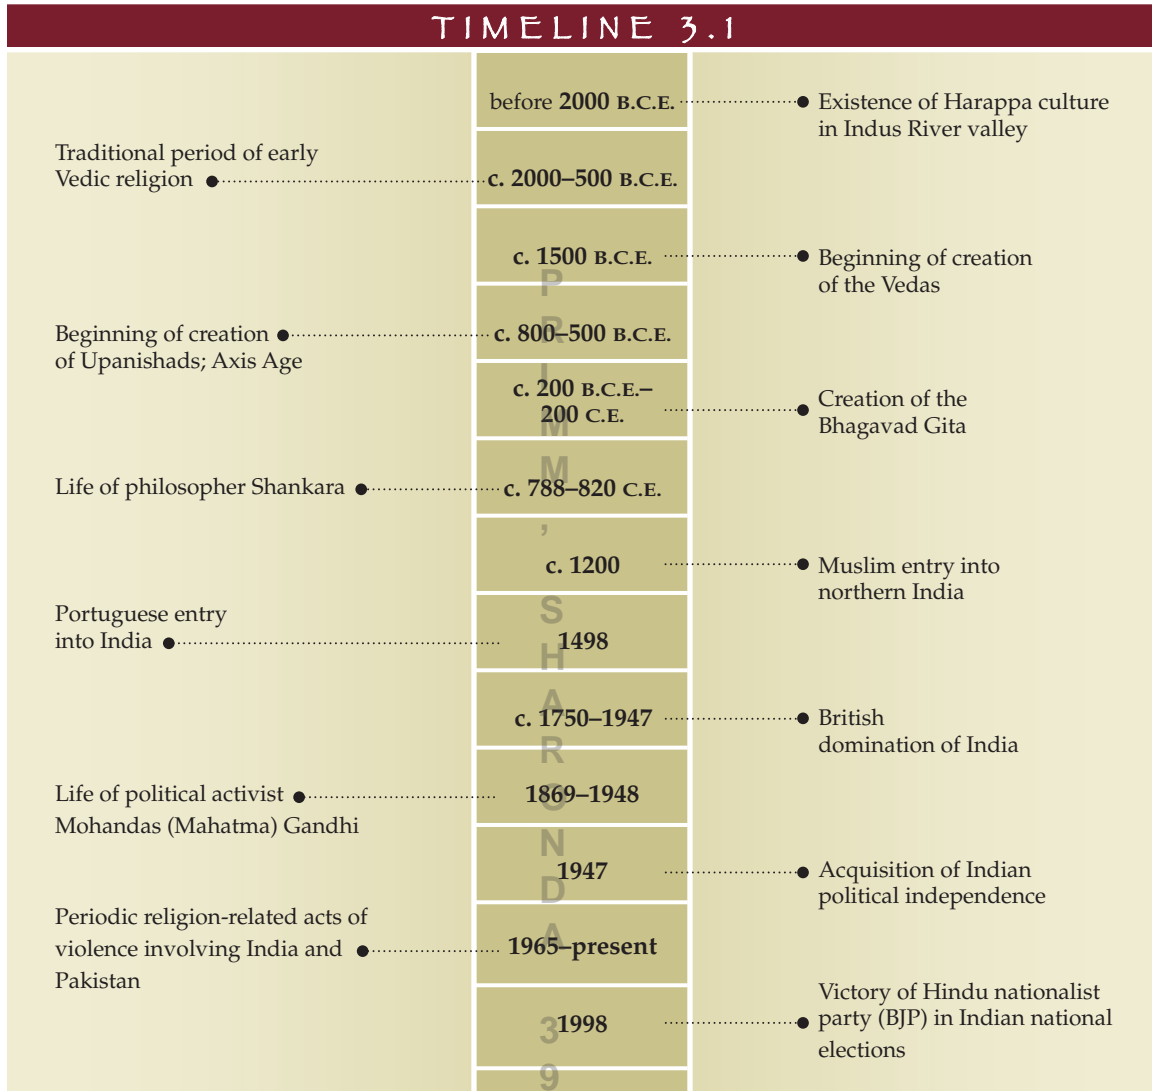 TIMELINE 3.1
before 2000 B.C.E.
Existence of Harappa culture
in Indus River valley
Traditional period of early
Vedic religion
c. 2000–500 B.C.E.
c. 1500 B.C.E.
Beginning of creation
of the Vedas
Beginning of creation
of Upanishads; Axis Age
c. 800–500 B.C.E.
c. 200 B.C.E.–
200 C.E.
Creation of the
Bhagavad Gita
Life of philosopher Shankara
c. 788–820 C.E.
c. 1200
Muslim entry into
northern India
Portuguese entry
into India
1498
c. 1750–1947
British
domination of India
Life of political activist
Mohandas (Mahatma) Gandhi
1869–1948
1947
Acquisition of Indian
political independence
Periodic religion-related acts of
violence involving India and
Pakistan
1965–present
1998
Victory of Hindu nationalist
party (BJP) in Indian national
elections
PRIMM, SHARONDA 39